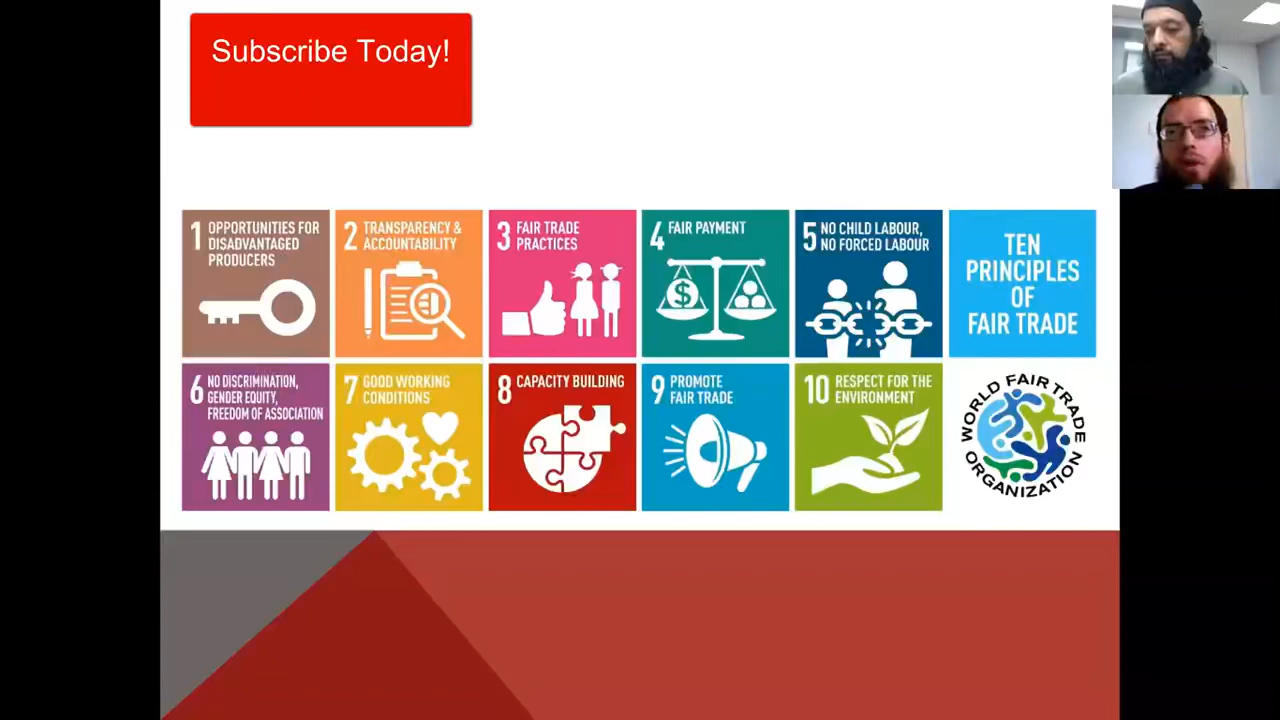 Subscribe Today!
1 OPPORTUNITIES FOR
DISADVANTAGED
PRODUCERS
2 TRANSPARENCY &
ACCOUNTABILITY
3 FAIR TRADE
PRACTICES
4 FAIR PAYMENT
$
5 NO CHILD LABOUR,
NO FORCED LABOUR
TEN
PRINCIPLES
OF
FAIR TRADE
6 NO DISCRIMINATION,
GENDER EQUITY,
FREEDOM OF ASSOCIATION
7 GOOD WORKING
CONDITIONS
8 CAPACITY BUILDING
9 PROMOTE
FAIR TRADE
10 RESPECT FOR THE
ENVIRONMENT
WORLD FAIR TRADE
ORGANIZATION